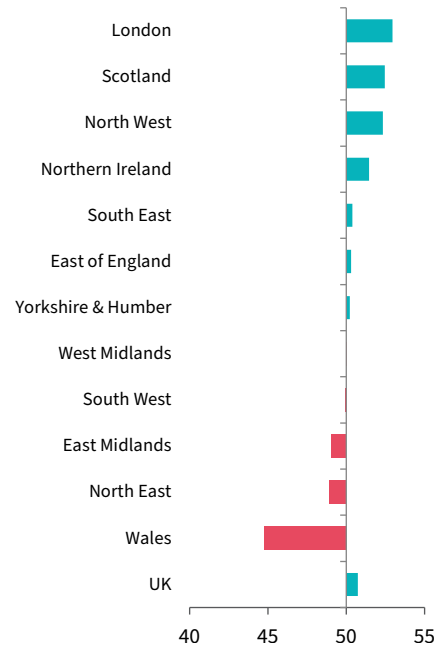 London
Scotland
North West
Northern Ireland
South East
East of England
Yorkshire & Humber
West Midlands
South West
East Midlands
North East
Wales
UK
40 45 50 55